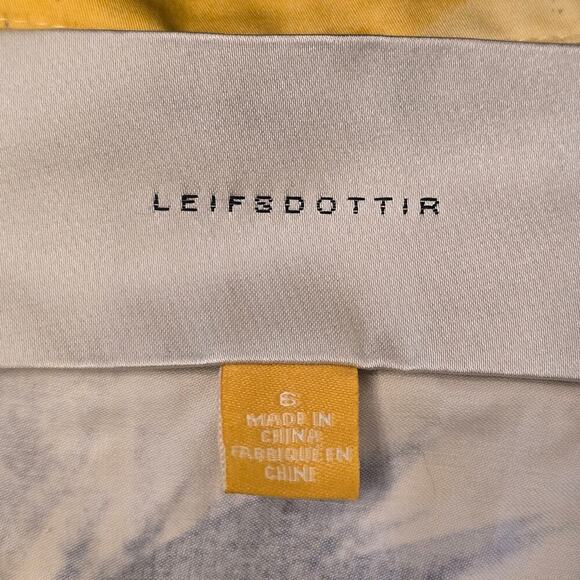 LEIFSDOTTIR
6
MADE IN
CHINA
FABRIQUE EN
CHINE